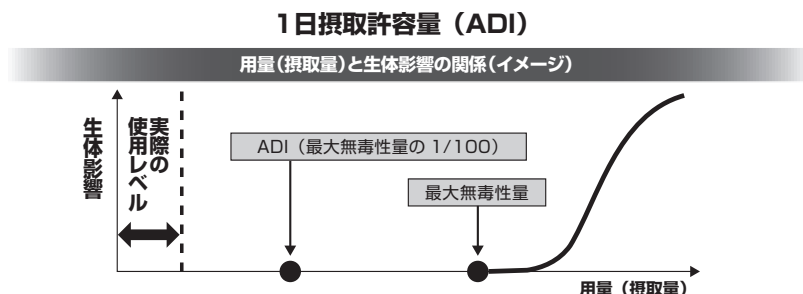 1日摂取許容量（ADI）
用量（摂取量）と生体影響の関係（イメージ）
生体影響
実際の
使用レベル
ADI（最大無毒性量の 1/100）
最大無毒性量
用量（摂取量）